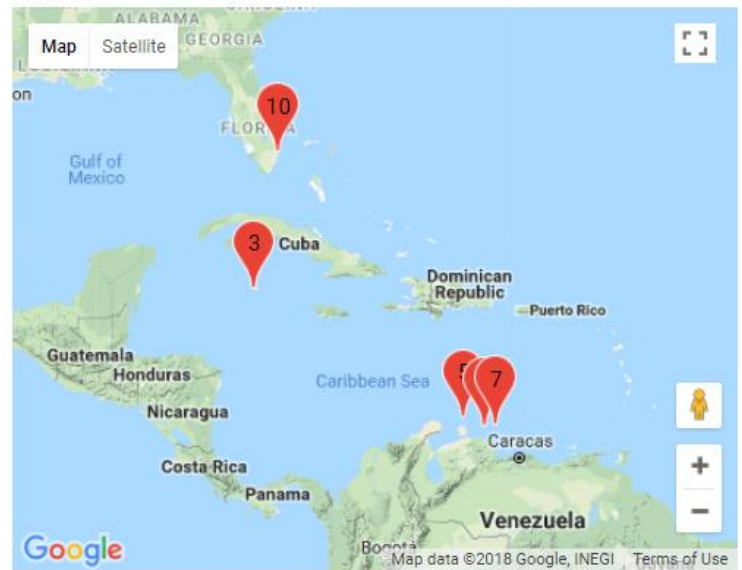 ALABAMA
Map Satellite
GEORGIA
on
10
FLORIDA
Gulf of
Mexico
3
Cuba
Dominican
Republic
Puerto Rico
Guatemala
Honduras
Caribbean Sea
5
7
Nicaragua
Caracas
Costa Rica
Panama
Venezuela
Google
Bogotá
Map data ©2018 Google, INEGI Terms of Use